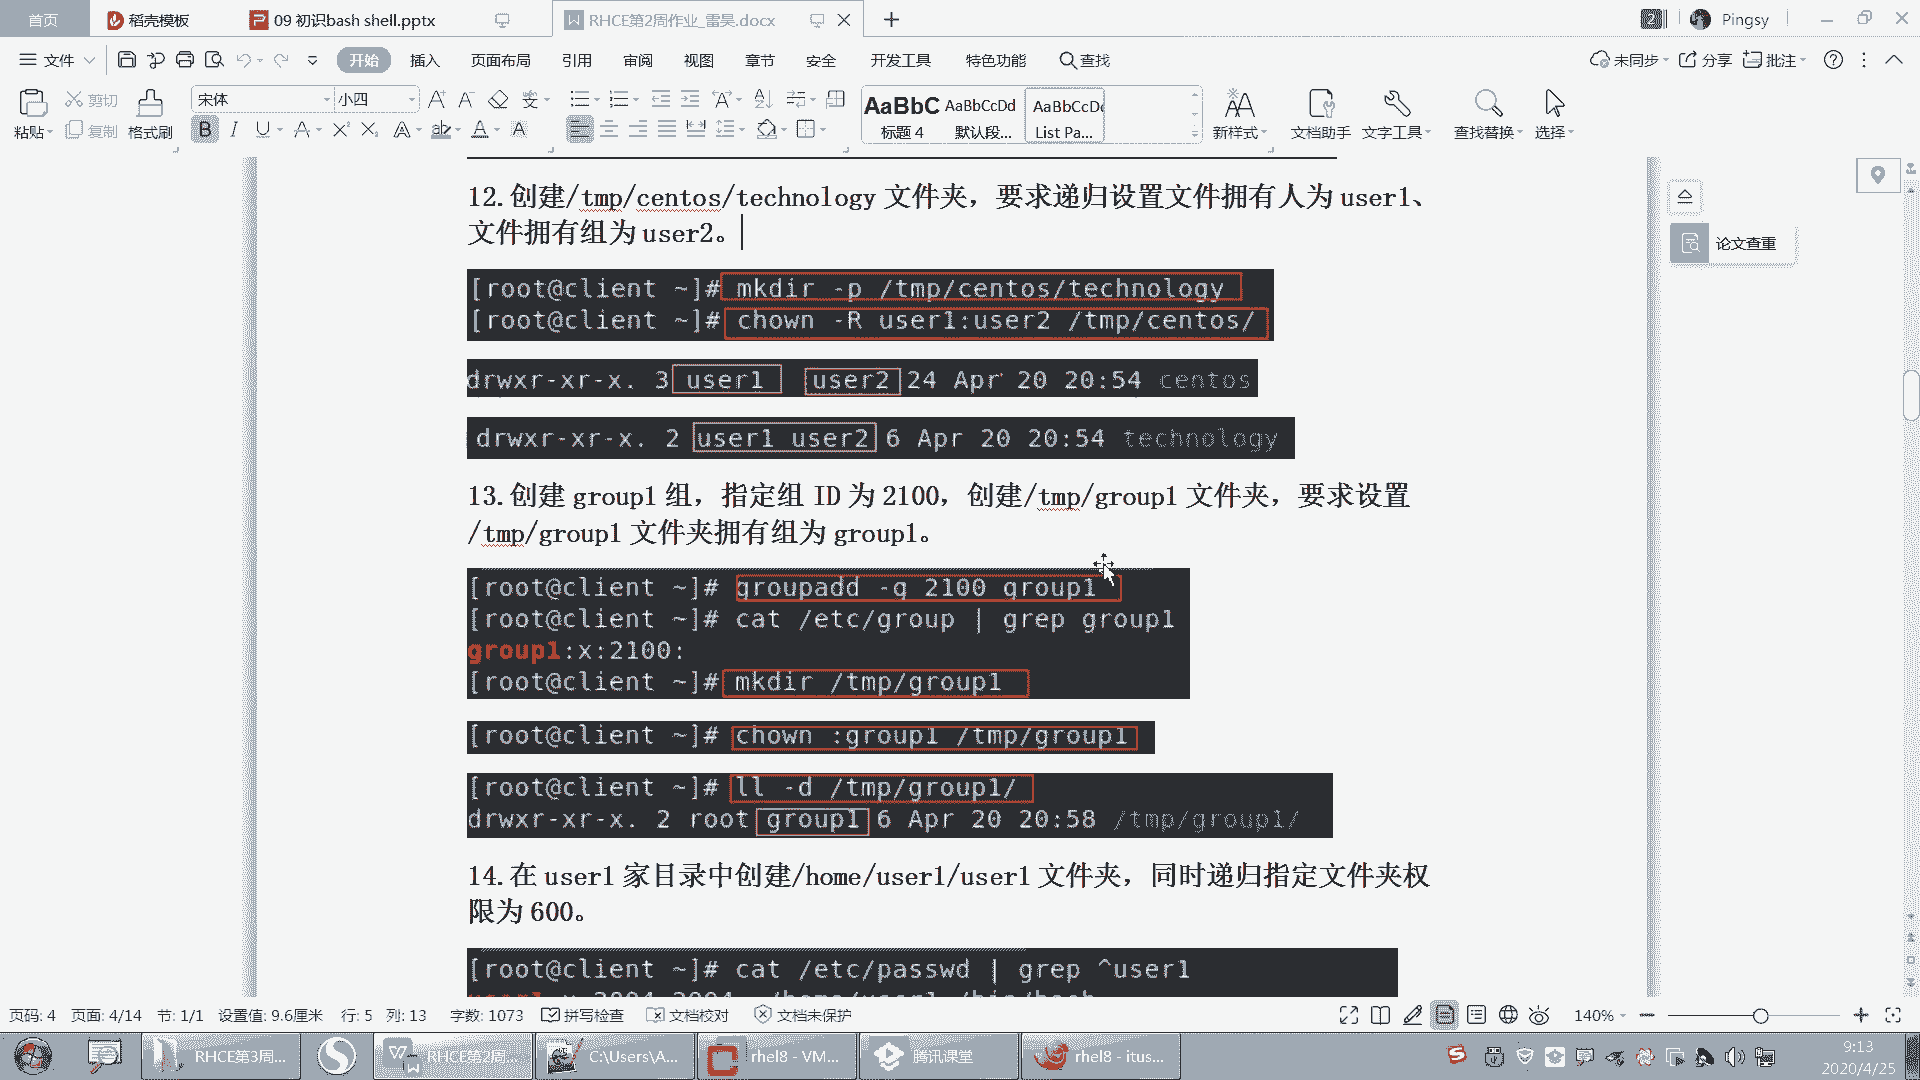 首页
稻壳模板
09 初识bash shell.pptx
RHCE第2周作业_雷昊.docx
Pingsy
文件
开始
插入
页面布局
引用
审阅
视图
章节
安全
开发工具
特色功能
查找
未同步
分享
批注
粘贴
剪切
复制
格式刷
宋体
小四
AaBbC
标题 4
AaBbCcDd
默认段...
AaBbCcDd
List Pa...
新样式
文档助手
文字工具
查找替换
选择
论文查重
12.创建/tmp/centos/technology 文件夹，要求递归设置文件拥有人为 user1、
文件拥有组为 user2。
[root@client ~]# mkdir -p /tmp/centos/technology
[root@client ~]# chown -R user1:user2 /tmp/centos/
drwxr-xr-x. 3 user1 user2 24 Apr 20 20:54 centos
drwxr-xr-x. 2 user1 user2 6 Apr 20 20:54 technology
13.创建 group1 组，指定组 ID 为 2100，创建/tmp/group1 文件夹，要求设置
/tmp/group1 文件夹拥有组为 group1。
[root@client ~]# groupadd -g 2100 group1
[root@client ~]# cat /etc/group | grep group1
group1:x:2100:
[root@client ~]# mkdir /tmp/group1
[root@client ~]# chown :group1 /tmp/group1
[root@client ~]# ll -d /tmp/group1/
drwxr-xr-x. 2 root group1 6 Apr 20 20:58 /tmp/group1/
14.在 user1 家目录中创建/home/user1/user1 文件夹，同时递归指定文件夹权
限为 600。
[root@client ~]# cat /etc/passwd | grep ^user1
页码: 4
页面: 4/14
节: 1/1
设置值: 9.6厘米
行: 5
列: 13
字数: 1073
拼写检查
文档校对
文档未保护
140%
RHCE第3周...
RHCE第2周...
C:\Users\A...
rhel8 - VM...
腾讯课堂
rhel8 - itus...
9:13
2020/4/25